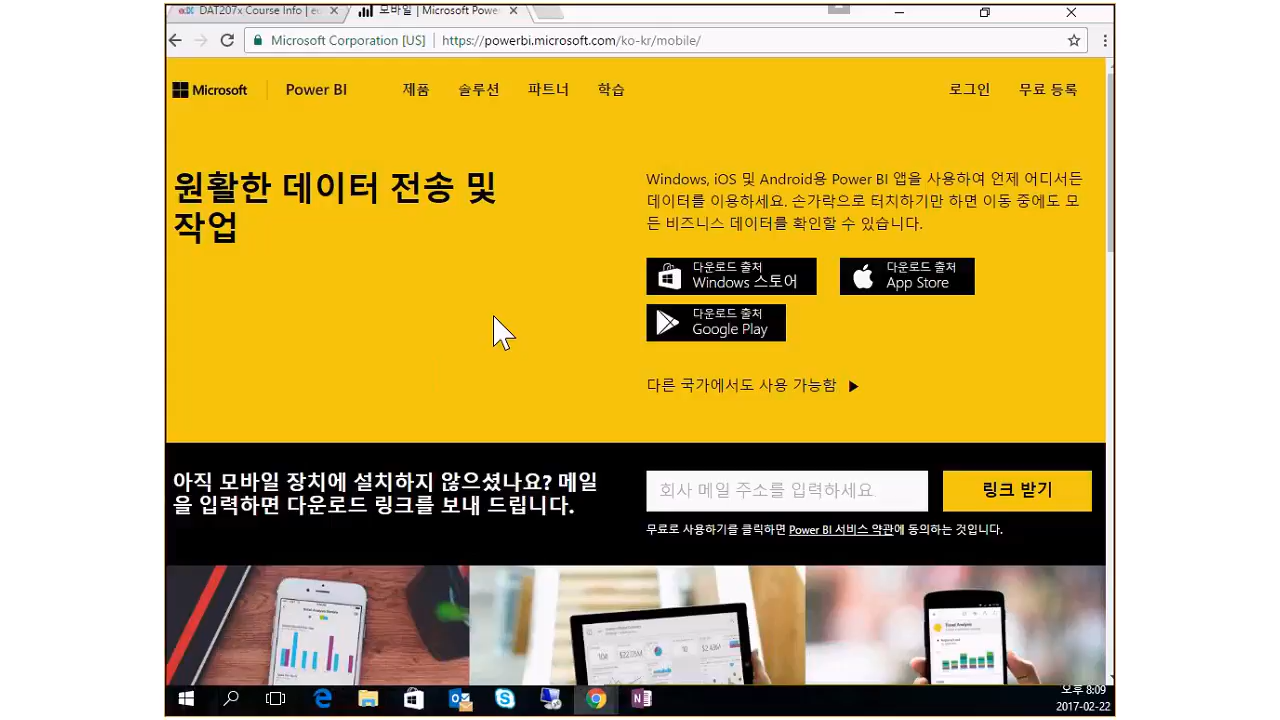 DAT207x Course Info | e
모바일 | Microsoft Powe
Microsoft Corporation [US]
https://powerbi.microsoft.com/ko-kr/mobile/
Microsoft
Power BI
제품
솔루션
파트너
학습
로그인
무료 등록
원활한 데이터 전송 및
작업
Windows, iOS 및 Android용 Power BI 앱을 사용하여 언제 어디서든
데이터를 이용하세요. 손가락으로 터치하기만 하면 이동 중에도 모
든 비즈니스 데이터를 확인할 수 있습니다.
다운로드 출처
Windows 스토어
다운로드 출처
App Store
다운로드 출처
Google Play
다른 국가에서도 사용 가능함
아직 모바일 장치에 설치하지 않으셨나요? 메일
을 입력하면 다운로드 링크를 보내 드립니다.
회사 메일 주소를 입력하세요.
링크 받기
무료로 사용하기를 클릭하면 Power BI 서비스 약관에 동의하는 것입니다.
오후 8:09
2017-02-22